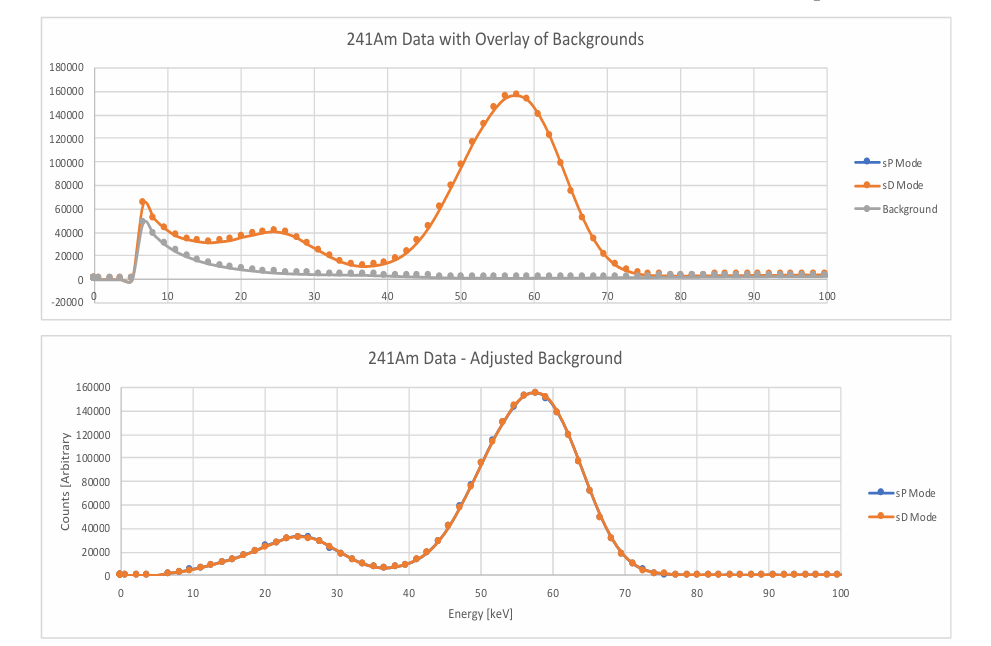 241Am Data with Overlay of Backgrounds
180000
160000
140000
120000
100000
80000
60000
40000
20000
0
-20000
0 10 20 30 40 50 60 70 80 90 100
sP Mode
sD Mode
Background
241Am Data - Adjusted Background
160000
140000
120000
100000
80000
60000
40000
20000
0
Counts [Arbitrary
0 10 20 30 40 50 60 70 80 90 100
Energy [keV]
sP Mode
sD Mode